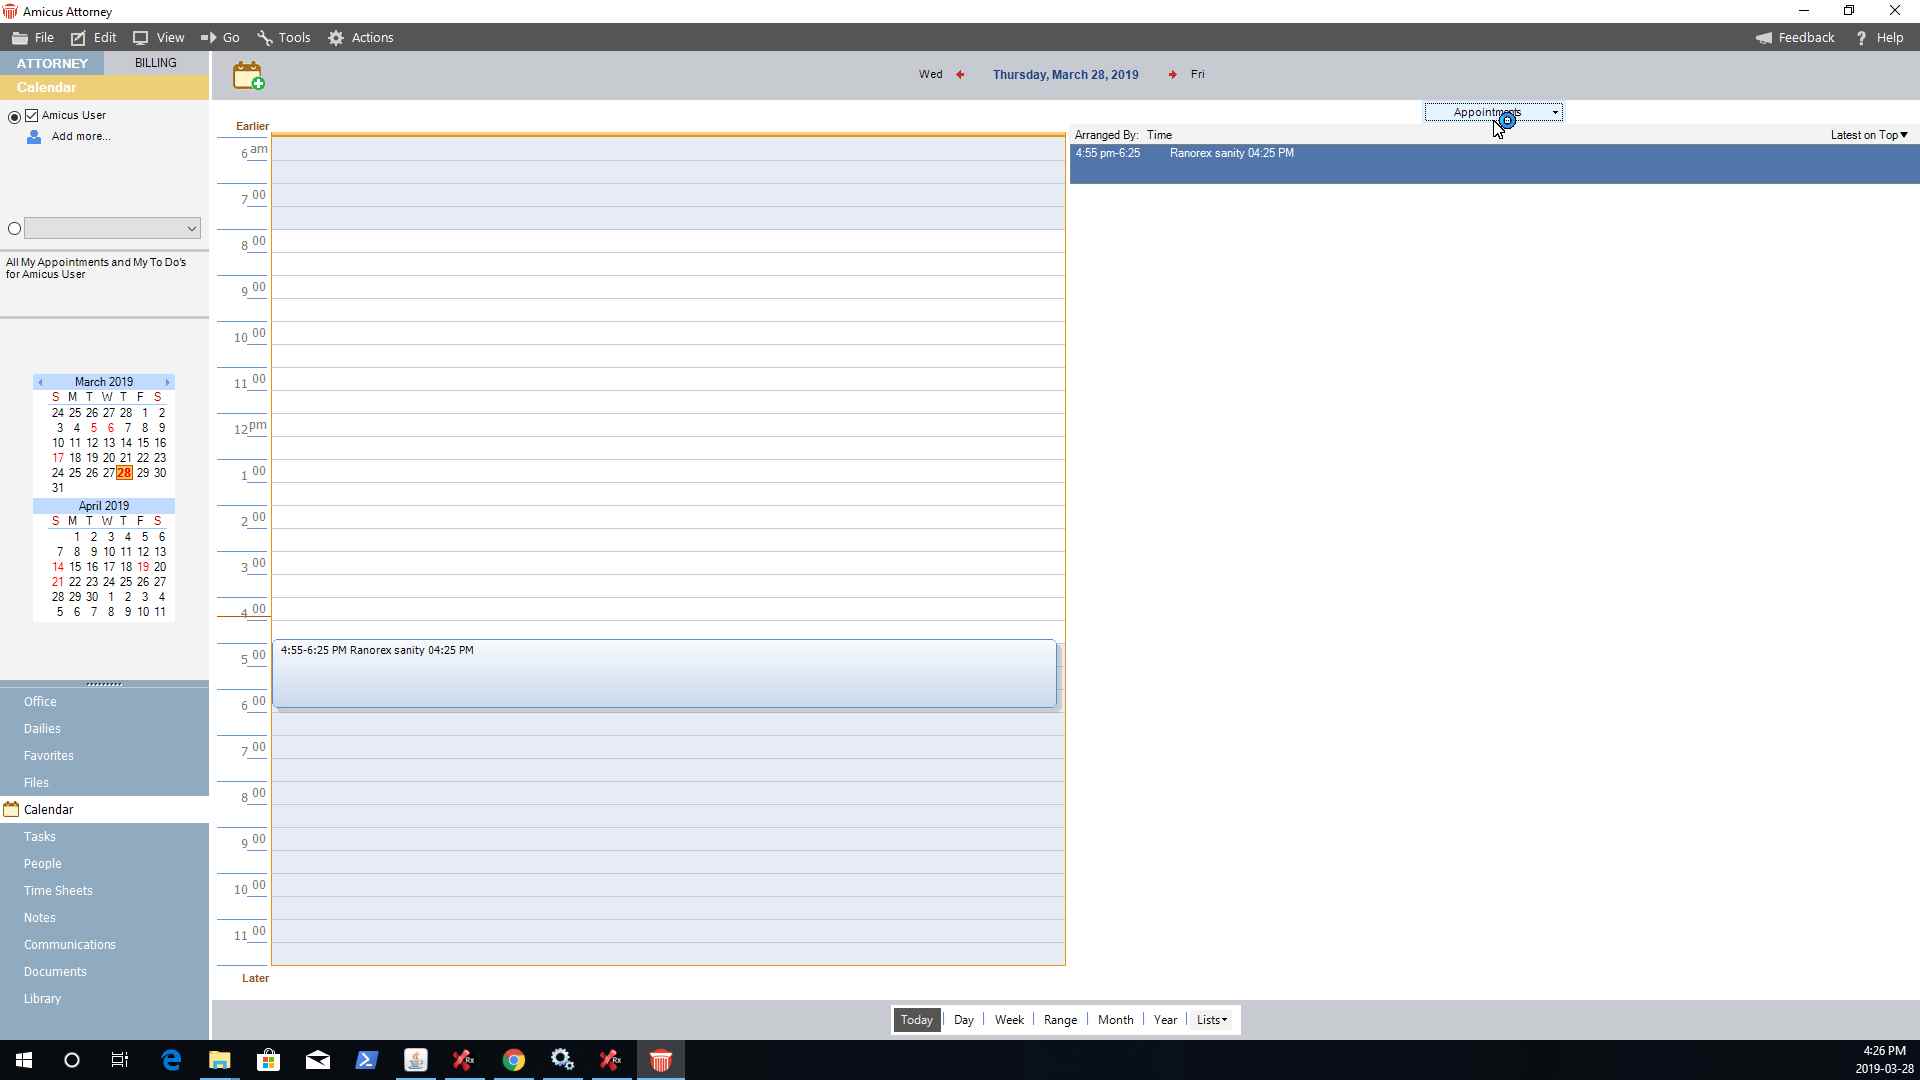 Amicus Attorney
File Edit View Go Tools Actions Feedback Help
ATTORNEY BILLING
Calendar
Amicus User
Add more...
All My Appointments and My To Do's
for Amicus User
March 2019
S M T W T F S
24 25 26 27 28 1 2
3 4 5 6 7 8 9
10 11 12 13 14 15 16
17 18 19 20 21 22 23
24 25 26 27 28 29 30
31
April 2019
S M T W T F S
1 2 3 4 5 6
7 8 9 10 11 12 13
14 15 16 17 18 19 20
21 22 23 24 25 26 27
28 29 30 1 2 3 4
5 6 7 8 9 10 11
Office
Dailies
Favorites
Files
Calendar
Tasks
People
Time Sheets
Notes
Communications
Documents
Library
Wed Thursday, March 28, 2019 Fri
Earlier
6 am
7 00
8 00
9 00
10 00
11 00
12 pm
1 00
2 00
3 00
4 00
5 00
4:55-6:25 PM Ranorex sanity 04:25 PM
6 00
7 00
8 00
9 00
10 00
11 00
Later
Appointments
Arranged By: Time Latest on Top
4:55 pm-6:25 Ranorex sanity 04:25 PM
Today Day Week Range Month Year Lists
Rx
Rx
4:26 PM
2019-03-28